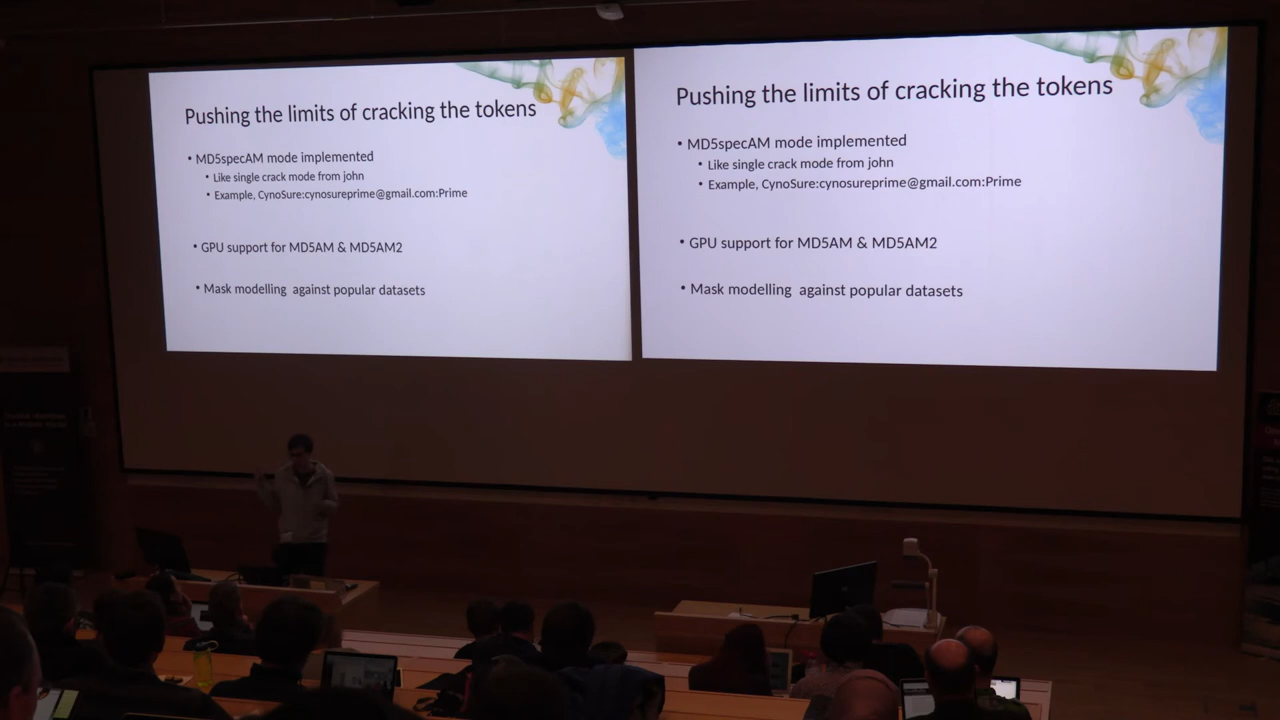 Pushing the limits of cracking the tokens
• MD5specAM mode implemented
• Like single crack mode from john
• Example, CynoSure:cynosureprime@gmail.com:Prime
• GPU support for MD5AM & MD5AM2
• Mask modelling  against popular datasets
Pushing the limits of cracking the tokens
• MD5specAM mode implemented
• Like single crack mode from john
• Example, CynoSure:cynosureprime@gmail.com:Prime
• GPU support for MD5AM & MD5AM2
• Mask modelling  against popular datasets